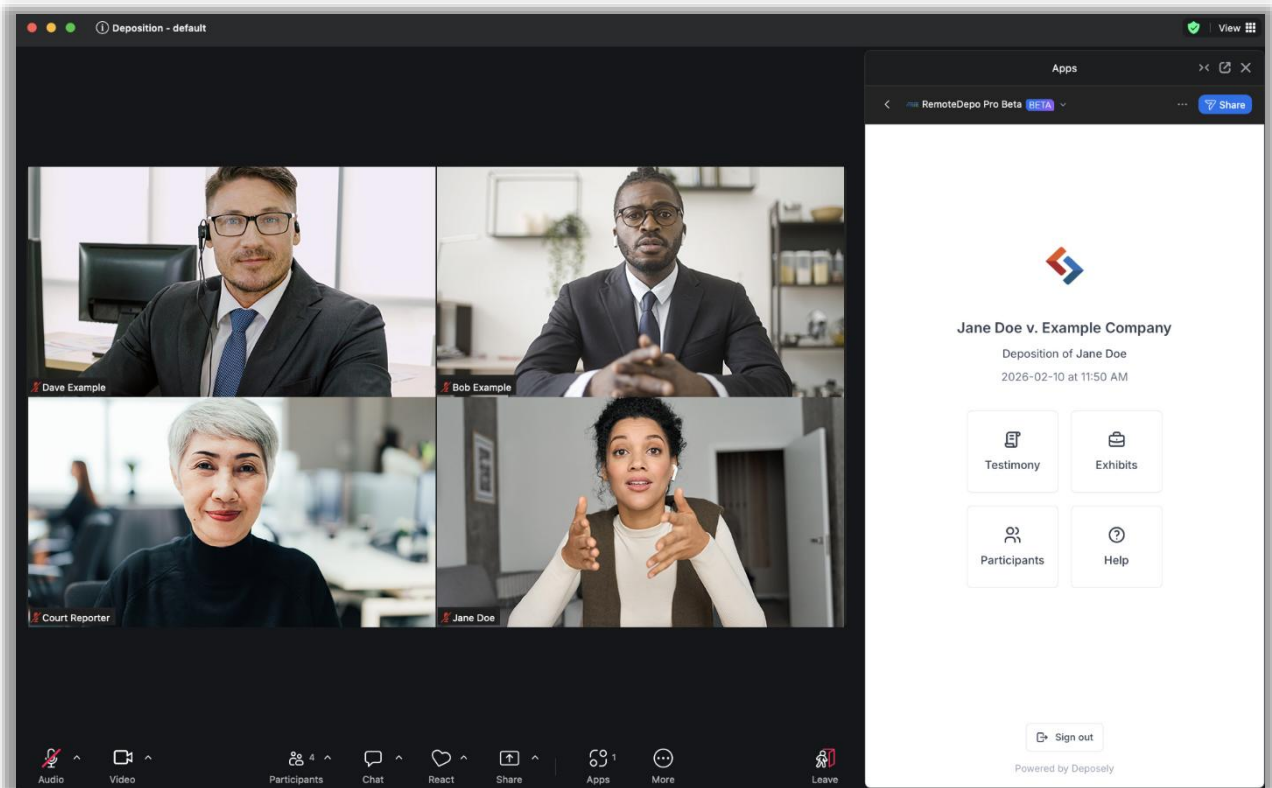 Deposition - default
View
Apps
RemoteDepo Pro Beta BETA
Share
Jane Doe v. Example Company
Deposition of Jane Doe
2026-02-10 at 11:50 AM
Testimony
Exhibits
Participants
Help
Sign out
Powered by Deposely
Dave Example
Bob Example
Court Reporter
Jane Doe
Audio
Video
4
Participants
Chat
React
Share
1
Apps
More
Leave